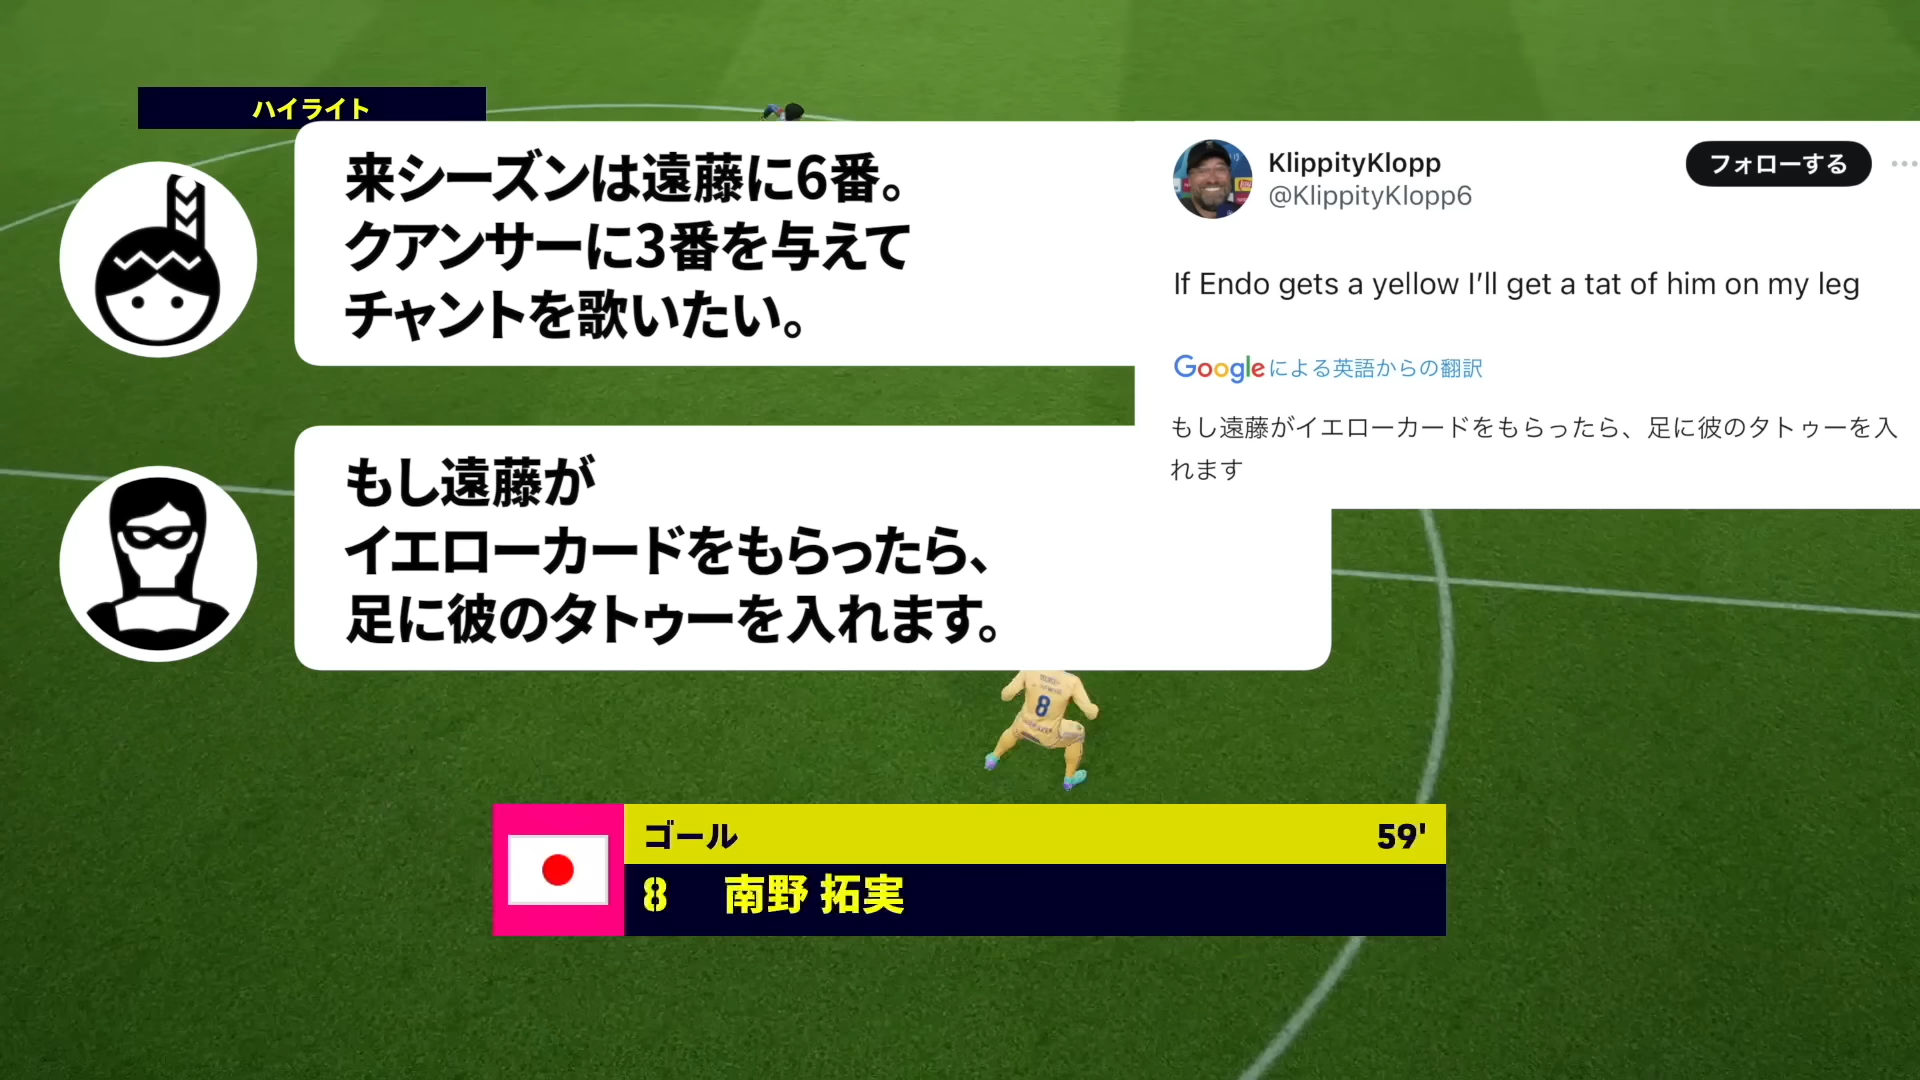 ハイライト
来シーズンは遠藤に6番。
クアンサーに3番を与えて
チャントを歌いたい。
KlippityKlopp
@KlippityKlopp6
フォローする
If Endo gets a yellow I'll get a tat of him on my leg
Googleによる英語からの翻訳
もし遠藤がイエローカードをもらったら、足に彼のタトゥーを入
れます
もし遠藤が
イエローカードをもらったら、
足に彼のタトゥーを入れます。
8
ゴール 59'
8 南野 拓実